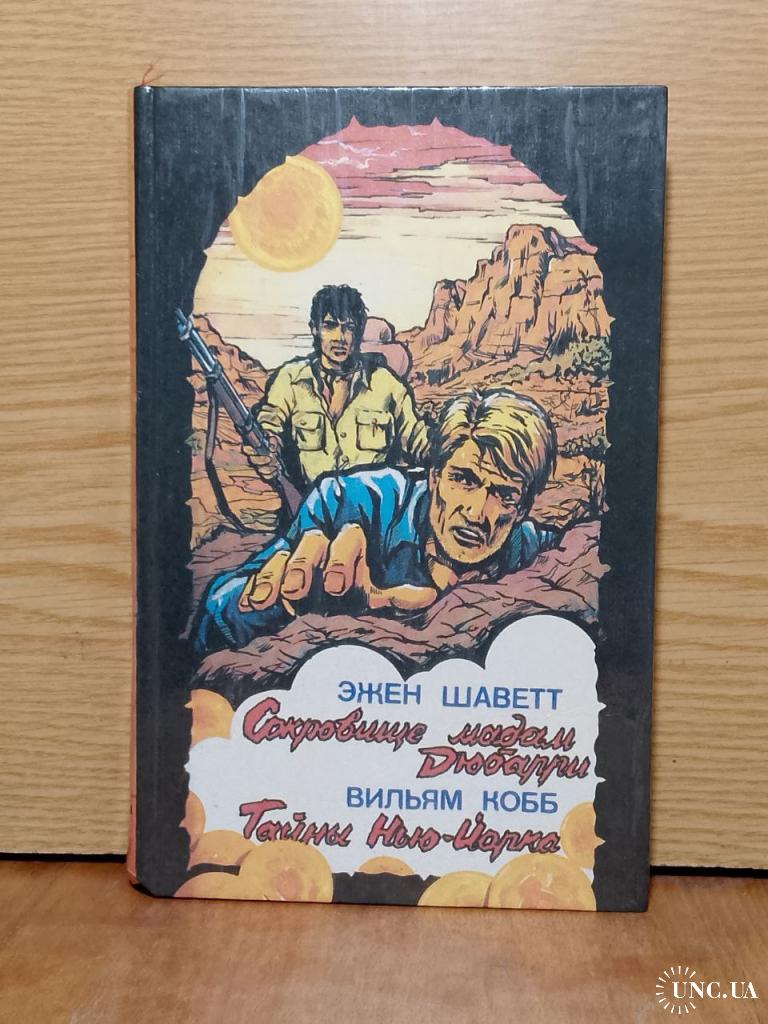 ЭЖЕН ШАВЕТТ
Сокровище мадам
Дюбарри
ВИЛЬЯМ КОББ
Тайны Нью-Йорка
UNC.UA